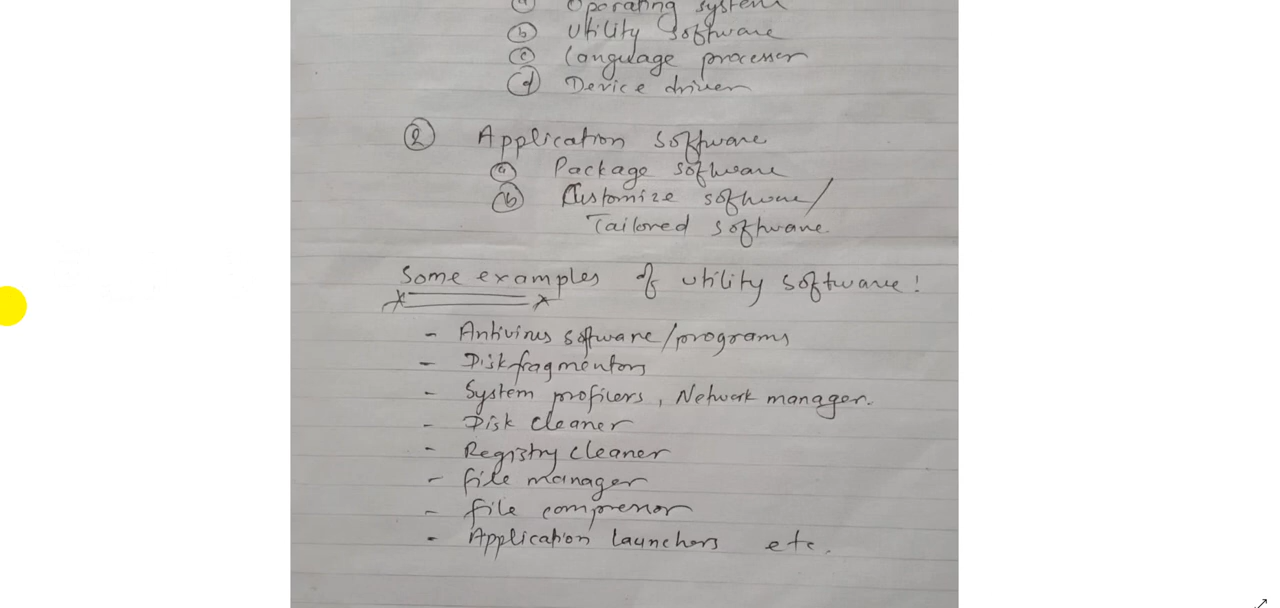 (a) Operating system
(b) Utility software
(c) Language processer
(d) Device driver
(2) Application software
(a) Package software
(b) Customize software/
Tailored software.
Some examples of utility software!
- Antivirus software/programs
- Disk fragmentors
- System profilers, Network manager.
- Disk cleaner
- Registry cleaner
- file manager
- file compressor
- Application launchers etc.